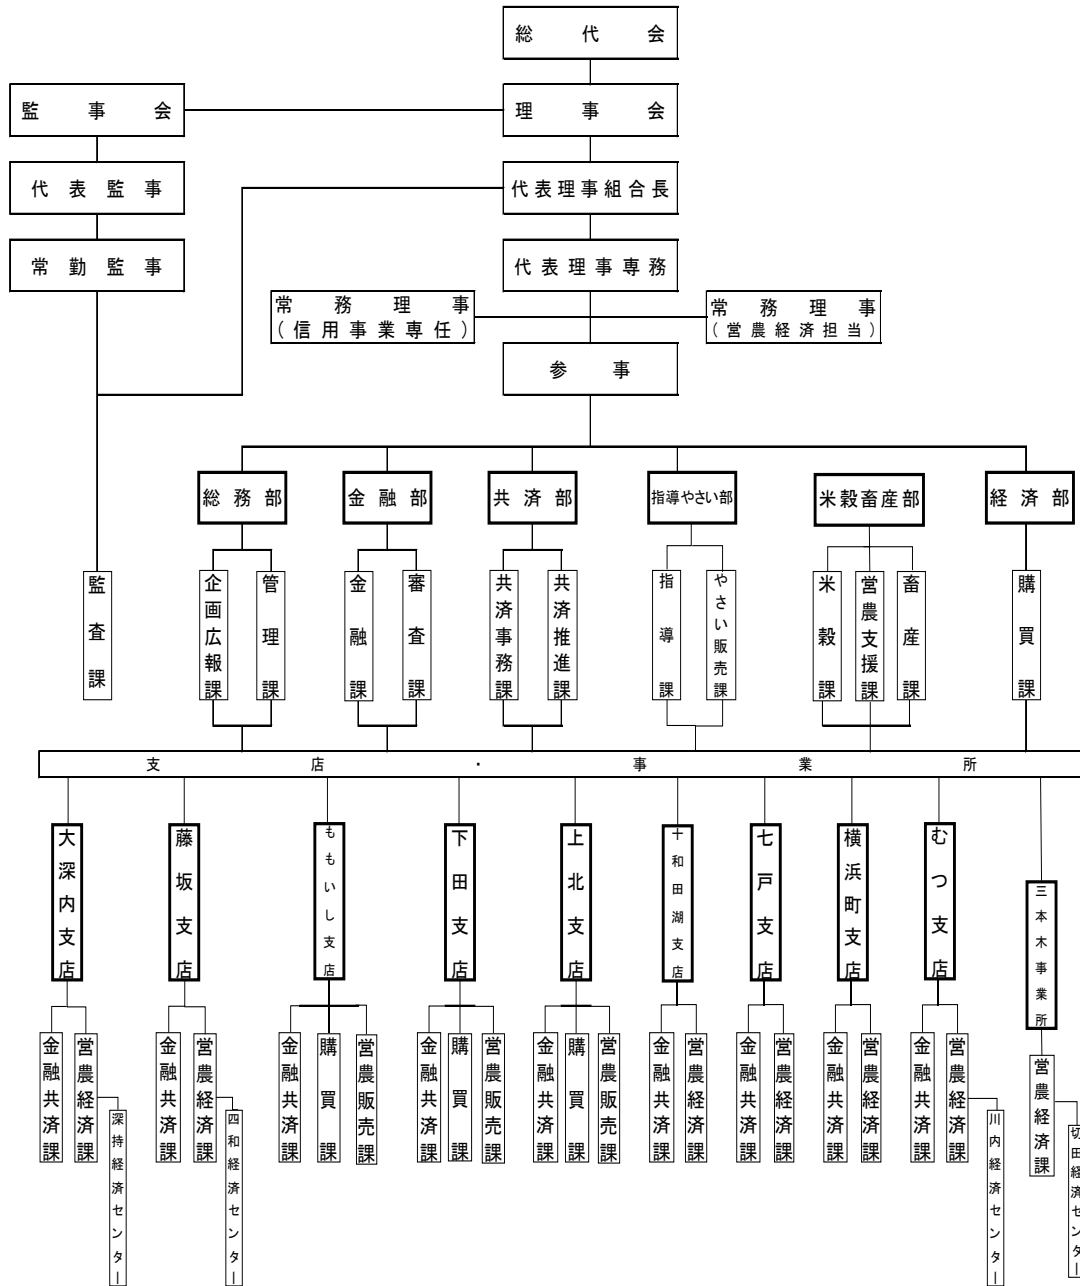 総代会
監事会
理事会
代表監事
代表理事組合長
常勤監事
代表理事専務
常務理事
(信用事業専任)
常務理事
(営農経済担当)
参事
総務部
金融部
共済部
指導やさい部
米穀畜産部
経済部
監査課
企画広報課
管理課
金融課
審査課
共済事務課
共済推進課
指導課
やさい販売課
米穀課
営農支援課
畜産課
購買課
支店・事業所
大深内支店
藤坂支店
ももいし支店
下田支店
上北支店
十和田湖支店
七戸支店
横浜町支店
むつ支店
三本木事業所
金融共済課
営農経済課
深持経済センター
金融共済課
営農経済課
四和経済センター
金融共済課
購買課
営農販売課
金融共済課
購買課
営農販売課
金融共済課
購買課
営農販売課
金融共済課
営農経済課
金融共済課
営農経済課
金融共済課
営農経済課
金融共済課
営農経済課
川内経済センター
営農経済課
切田経済センター